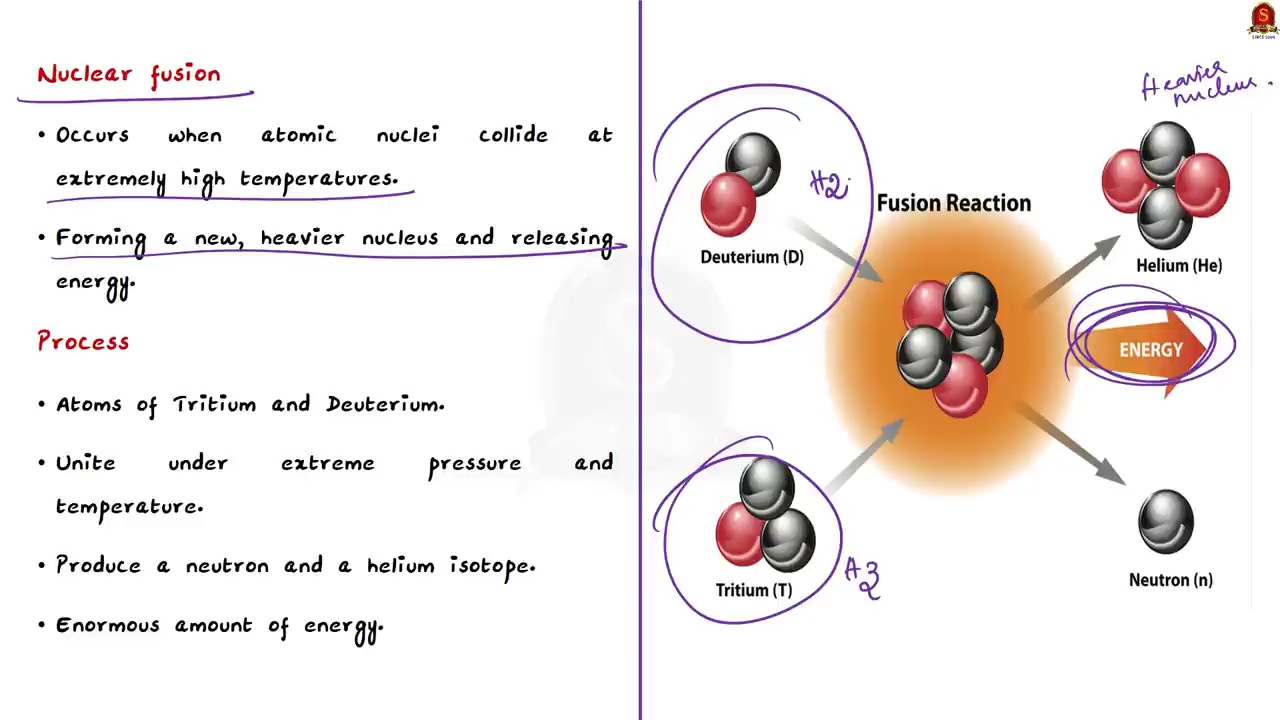 Nuclear fusion
• Occurs when atomic nuclei collide at
extremely high temperatures.
• Forming a new, heavier nucleus and releasing
energy.
Process
• Atoms of Tritium and Deuterium.
• Unite under extreme pressure and
temperature.
• Produce a neutron and a helium isotope.
• Enormous amount of energy.
S
Heavier
nucleus.
H2
Fusion Reaction
Deuterium (D)
Helium (He)
ENERGY
Tritium (T)
H3
Neutron (n)